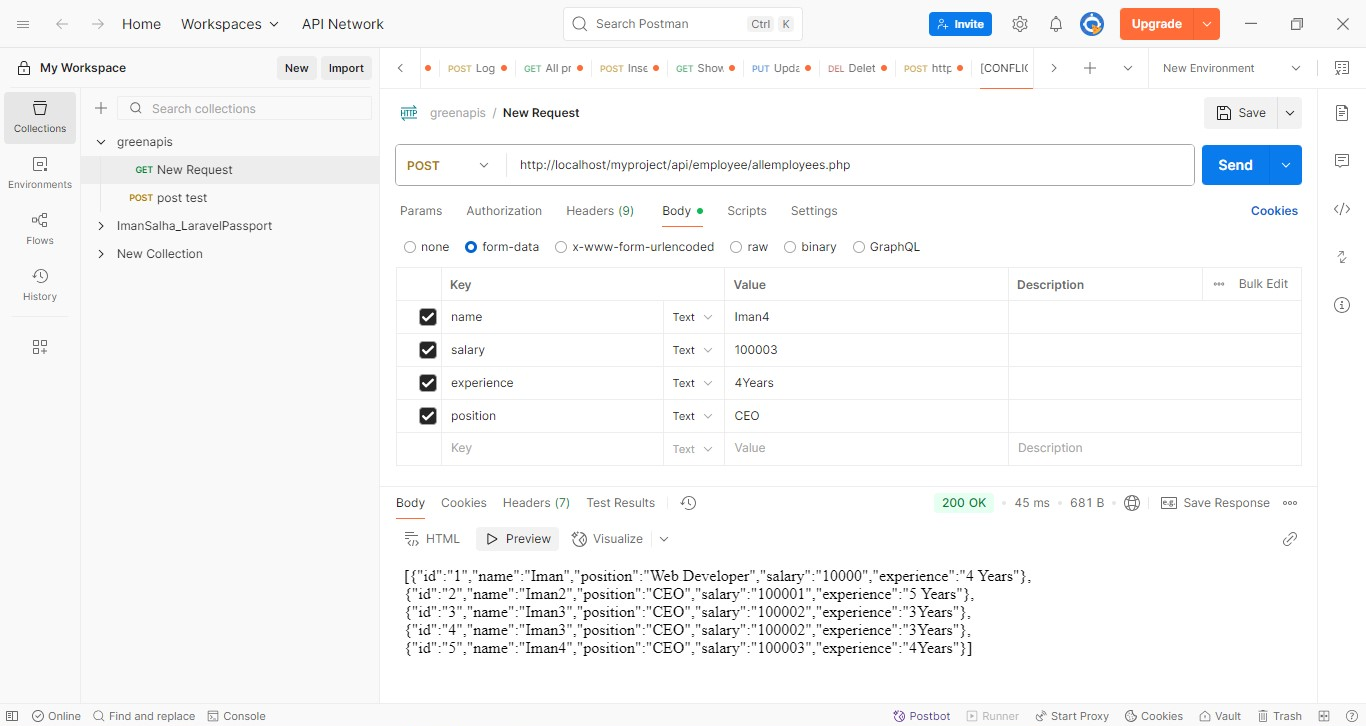 Home Workspaces API Network Search Postman Ctrl K Invite Upgrade
My Workspace New Import
POST Log GET All pr POST Inse GET Show PUT Upda DEL Delet POST http [CONFLIC New Environment
Collections
Environments
Flows
History
Search collections
greenapis
GET New Request
POST post test
ImanSalha_LaravelPassport
New Collection
HTTP greenapis / New Request Save
POST http://localhost/myproject/api/employee/allemployees.php Send
Params Authorization Headers (9) Body Scripts Settings Cookies
none form-data x-www-form-urlencoded raw binary GraphQL
Key Value Description Bulk Edit
name Text Iman4
salary Text 100003
experience Text 4Years
position Text CEO
Key Text Value Description
Body Cookies Headers (7) Test Results 200 OK 45 ms 681 B e.g. Save Response
HTML Preview Visualize
[{"id":"1","name":"Iman","position":"Web Developer","salary":"10000","experience":"4 Years"},
{"id":"2","name":"Iman2","position":"CEO","salary":"100001","experience":"5 Years"},
{"id":"3","name":"Iman3","position":"CEO","salary":"100002","experience":"3Years"},
{"id":"4","name":"Iman3","position":"CEO","salary":"100002","experience":"3Years"},
{"id":"5","name":"Iman4","position":"CEO","salary":"100003","experience":"4Years"}]
Online Find and replace Console Postbot Runner Start Proxy Cookies Vault Trash